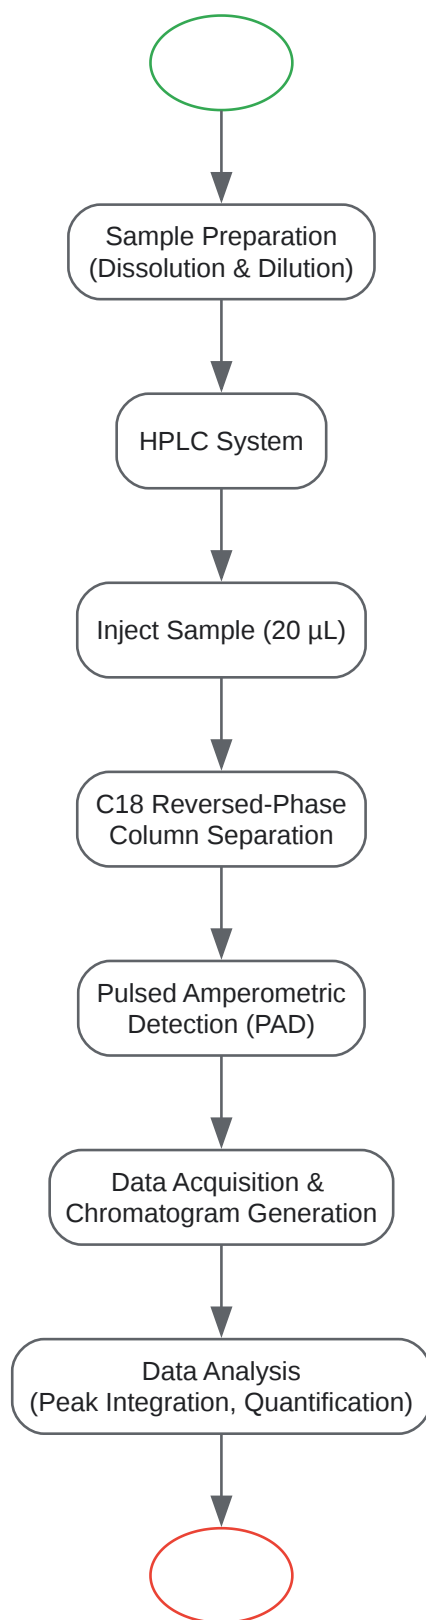 Sample Preparation
(Dissolution & Dilution)
HPLC System
Inject Sample (20 µL)
C18 Reversed-Phase
Column Separation
Pulsed Amperometric
Detection (PAD)
Data Acquisition &
Chromatogram Generation
Data Analysis
(Peak Integration, Quantification)